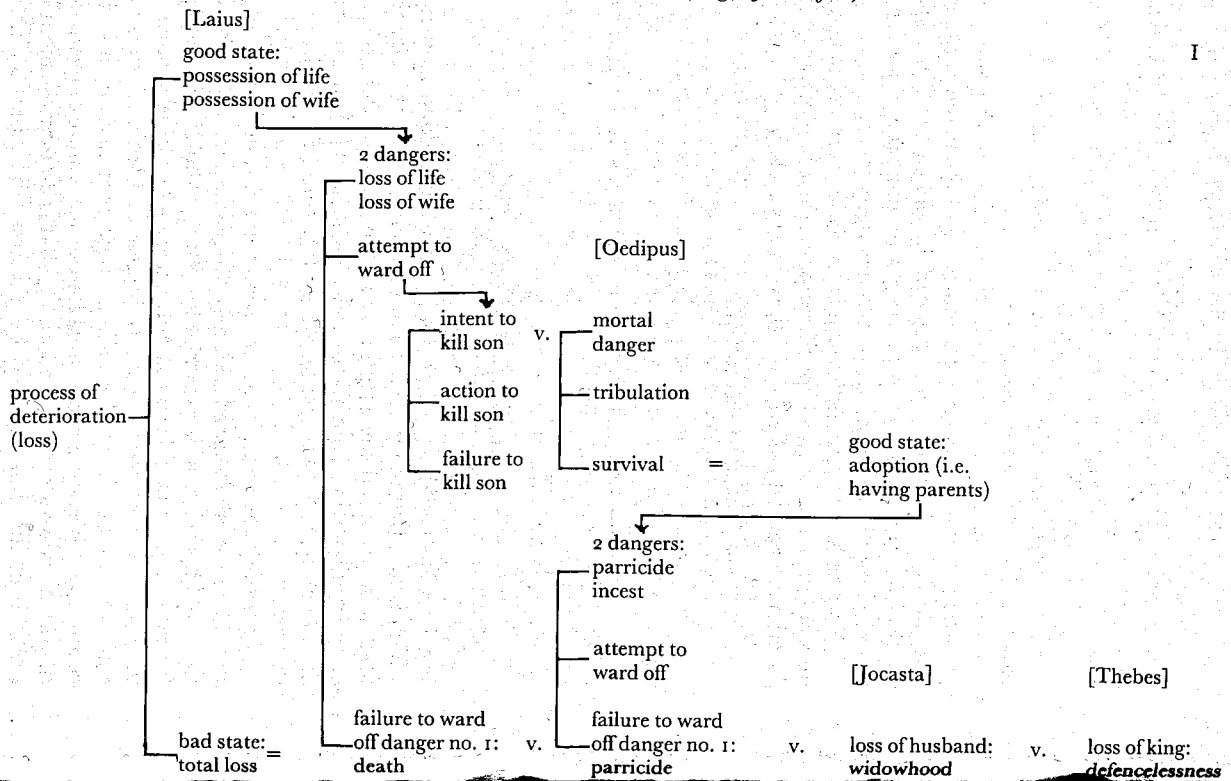 [Laius]
good state:
possession of life
possession of wife
I
2 dangers:
loss of life
loss of wife
attempt to
ward off
[Oedipus]
intent to
kill son
v.
mortal
danger
action to
kill son
tribulation
process of
deterioration
(loss)
failure to
kill son
survival =
good state:
adoption (i.e.
having parents)
2 dangers:
parricide
incest
attempt to
ward off
[Jocasta]
[Thebes]
bad state:
total loss
=
failure to ward
off danger no. 1:
death
v.
failure to ward
off danger no. 1:
parricide
v.
loss of husband:
widowhood
v.
loss of king:
defencelessness